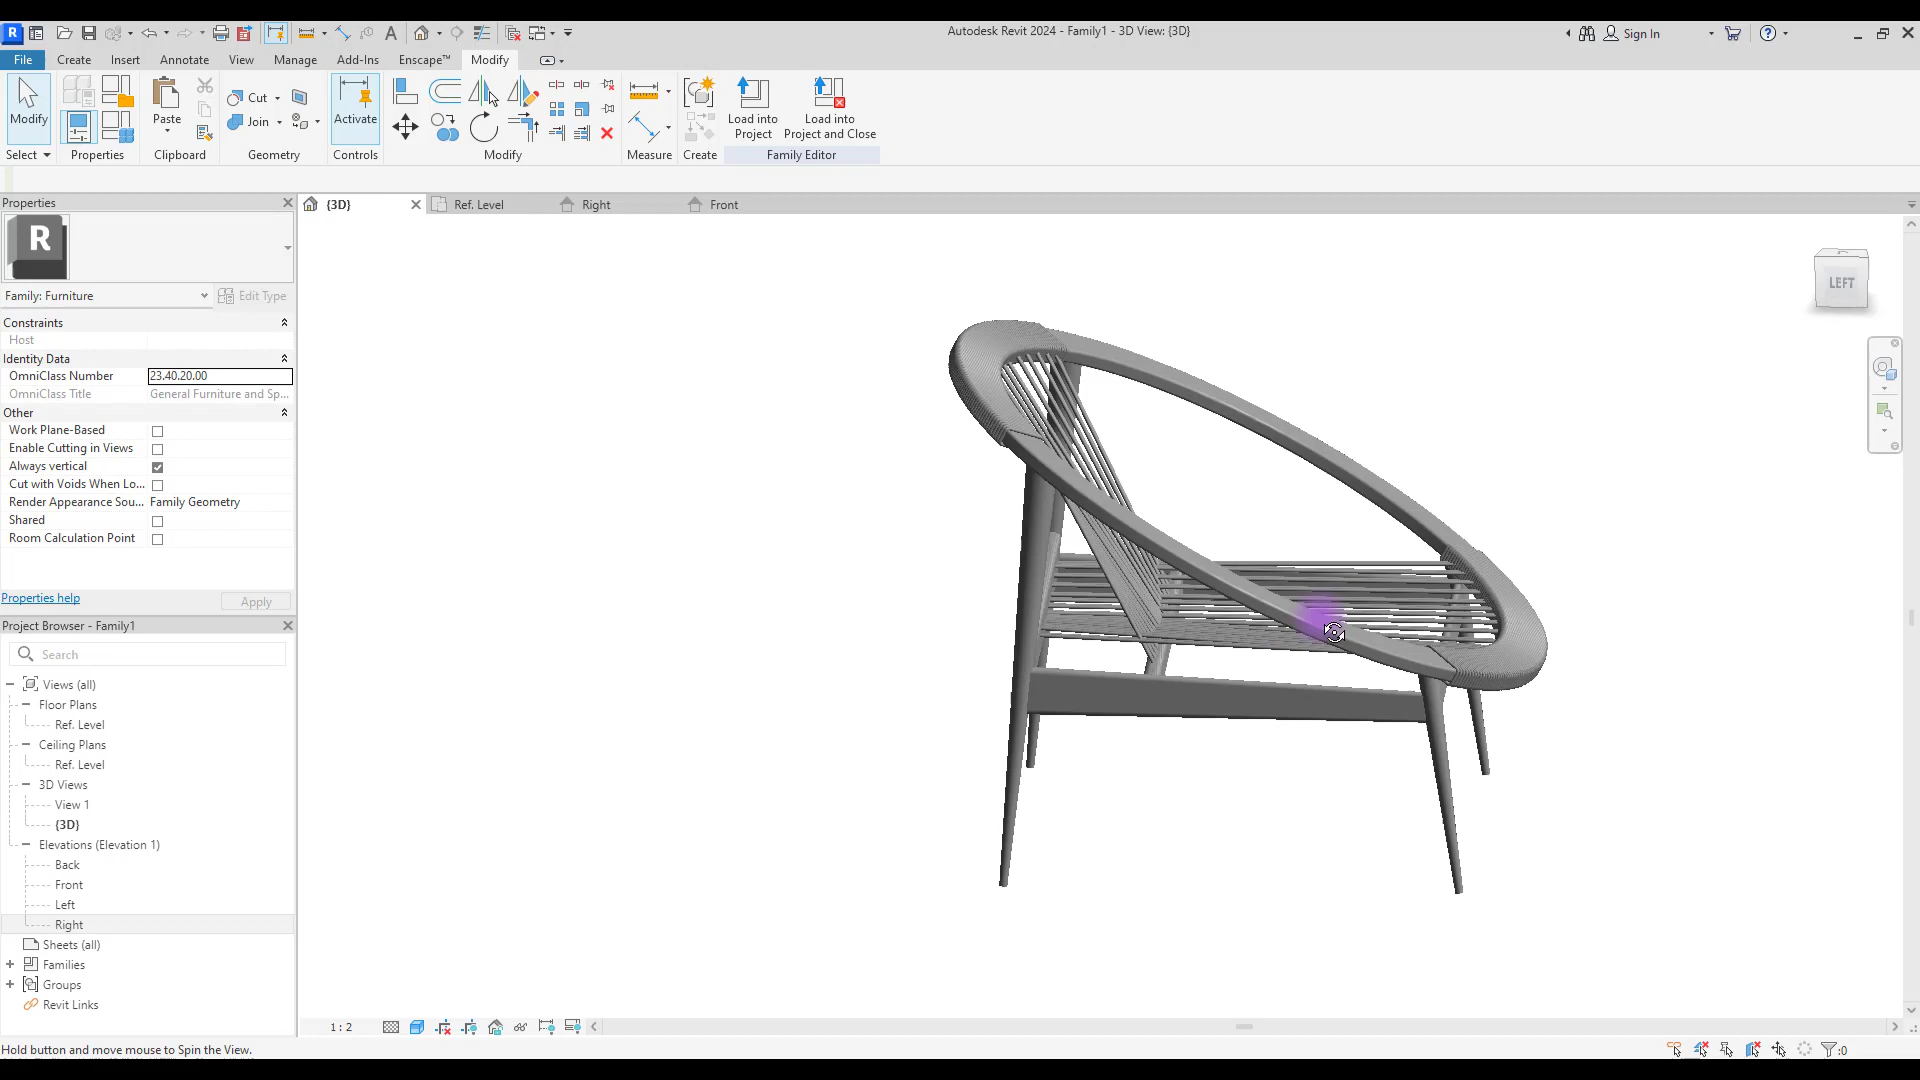 Autodesk Revit 2024 - Family1 - 3D View: {3D}
Sign In
File
Create
Insert
Annotate
View
Manage
Add-Ins
Enscape™
Modify
Modify
Paste
Cut
Join
Activate
Load into
Project
Load into
Project and Close
Select
Properties
Clipboard
Geometry
Controls
Modify
Measure
Create
Family Editor
Properties
{3D}
Ref. Level
Right
Front
R
LEFT
Family: Furniture
Edit Type
Constraints
Host
Identity Data
OmniClass Number
23.40.20.00
OmniClass Title
General Furniture and Sp...
Other
Work Plane-Based
Enable Cutting in Views
Always vertical
Cut with Voids When Lo...
Render Appearance Sou...
Family Geometry
Shared
Room Calculation Point
Properties help
Apply
Project Browser - Family1
Search
Views (all)
Floor Plans
Ref. Level
Ceiling Plans
Ref. Level
3D Views
View 1
{3D}
Elevations (Elevation 1)
Back
Front
Left
Right
Sheets (all)
Families
Groups
Revit Links
1 : 2
Hold button and move mouse to Spin the View.
:0